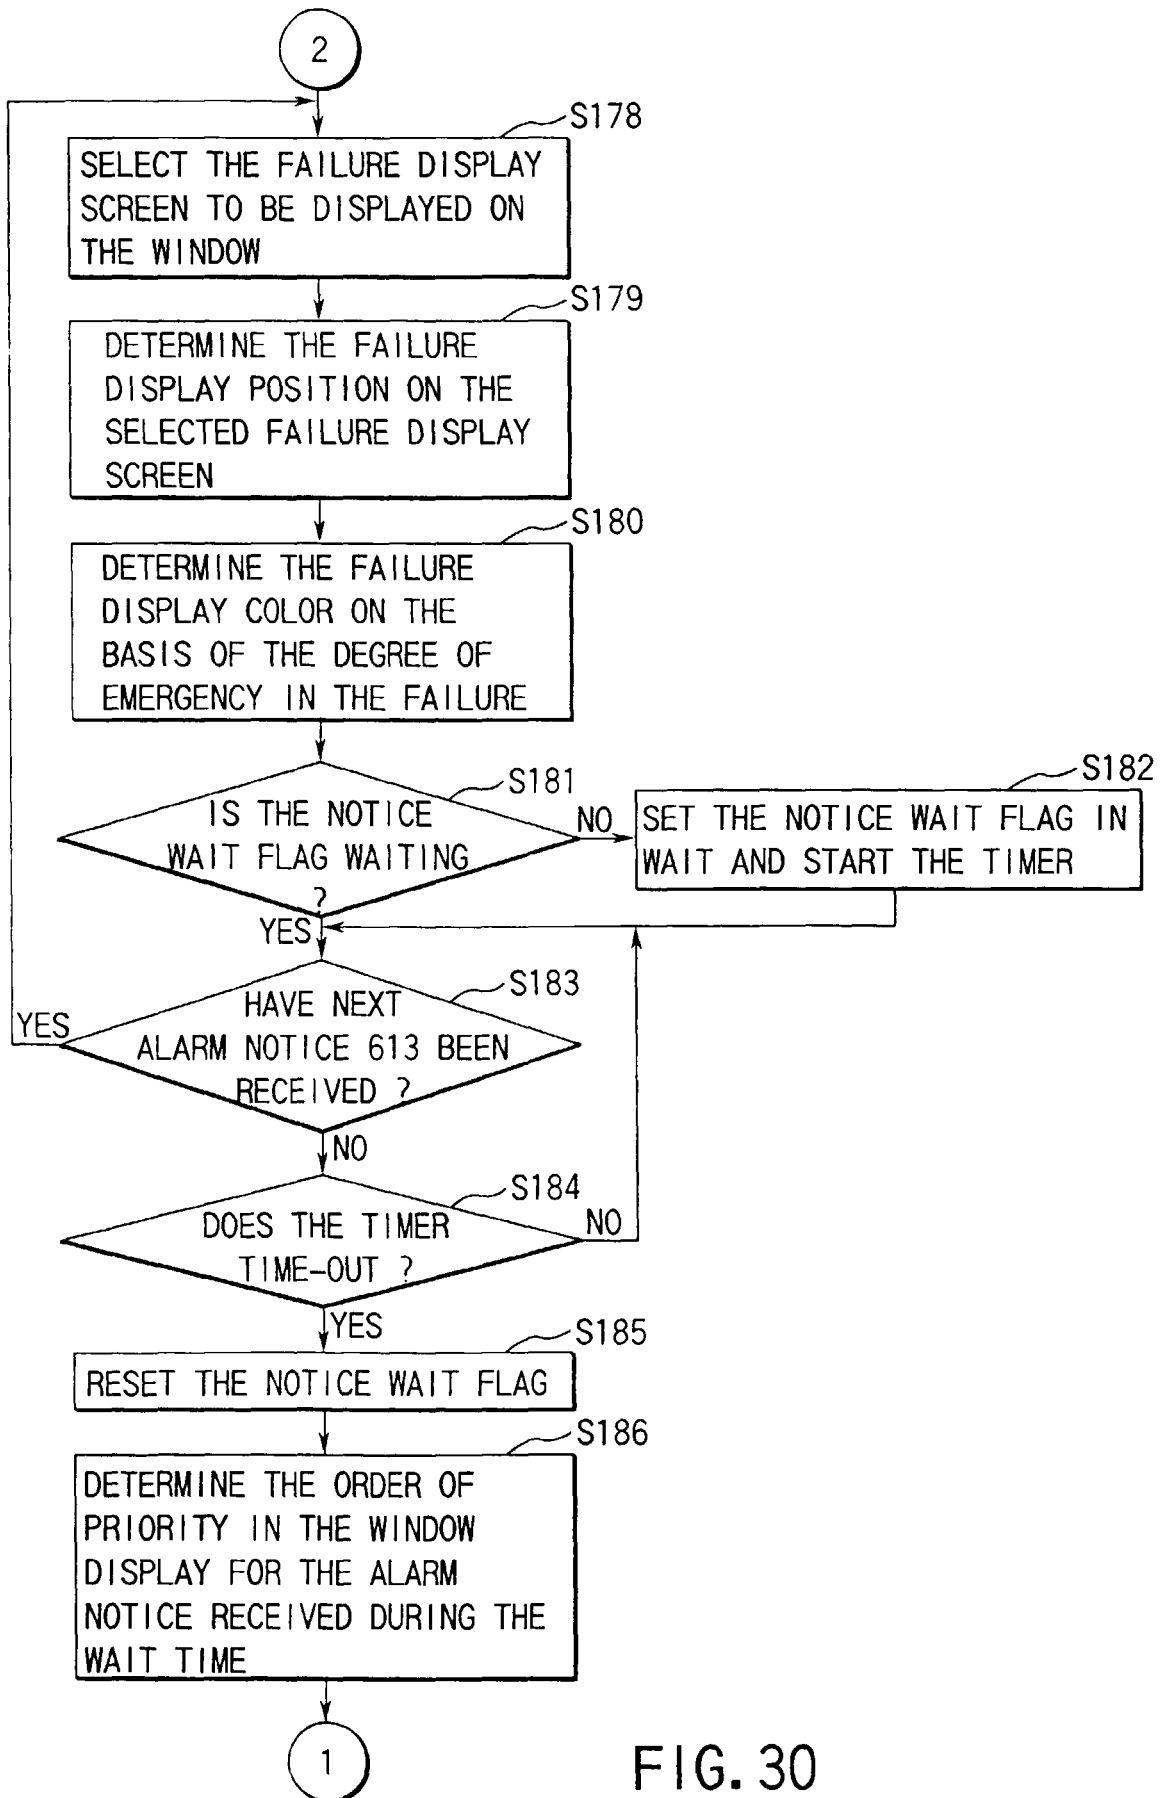 2
S178
SELECT THE FAILURE DISPLAY
SCREEN TO BE DISPLAYED ON
THE WINDOW
S179
DETERMINE THE FAILURE
DISPLAY POSITION ON THE
SELECTED FAILURE DISPLAY
SCREEN
S180
DETERMINE THE FAILURE
DISPLAY COLOR ON THE
BASIS OF THE DEGREE OF
EMERGENCY IN THE FAILURE
S181
IS THE NOTICE
WAIT FLAG WAITING
?
NO
S182
SET THE NOTICE WAIT FLAG IN
WAIT AND START THE TIMER
YES
S183
HAVE NEXT
ALARM NOTICE 613 BEEN
RECEIVED ?
YES
NO
S184
DOES THE TIMER
TIME-OUT ?
NO
YES
S185
RESET THE NOTICE WAIT FLAG
S186
DETERMINE THE ORDER OF
PRIORITY IN THE WINDOW
DISPLAY FOR THE ALARM
NOTICE RECEIVED DURING THE
WAIT TIME
1
FIG. 30